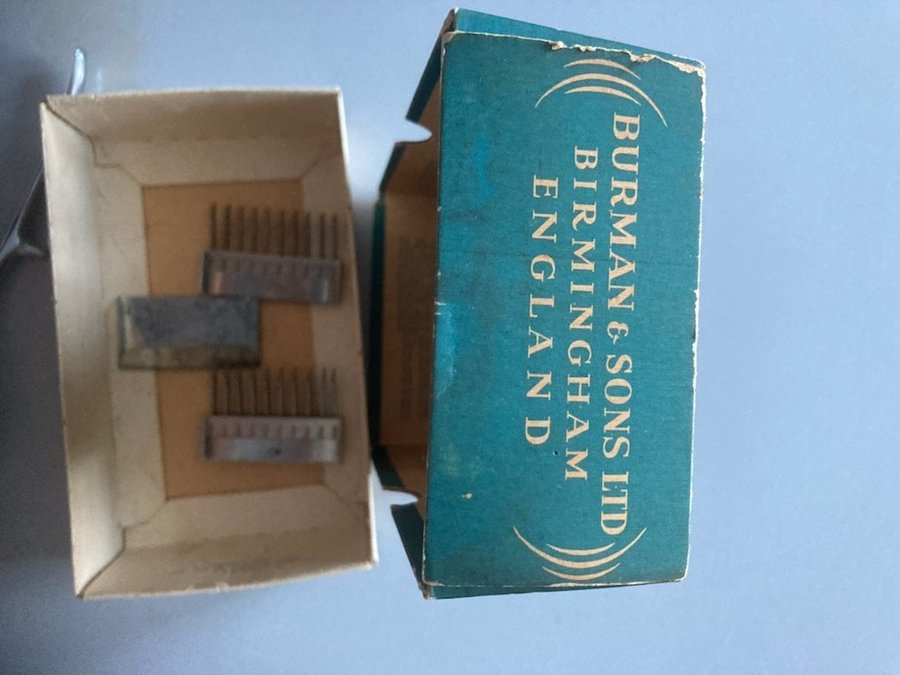 BURMAN & SONS LTD
BIRMINGHAM
ENGLAND